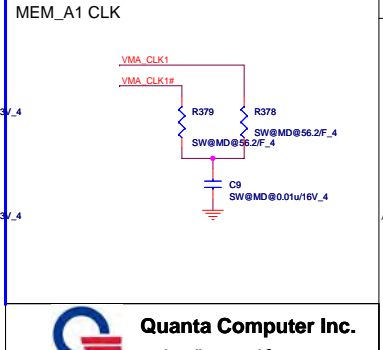 MEM_A1 CLK
VMA_CLK1
VMA_CLK1#
3V_4
R379
R378
SW@MD@56.2/F_4
SW@MD@56.2/F_4
C9
SW@MD@0.01u/16V_4
3V_4
Quanta Computer Inc.